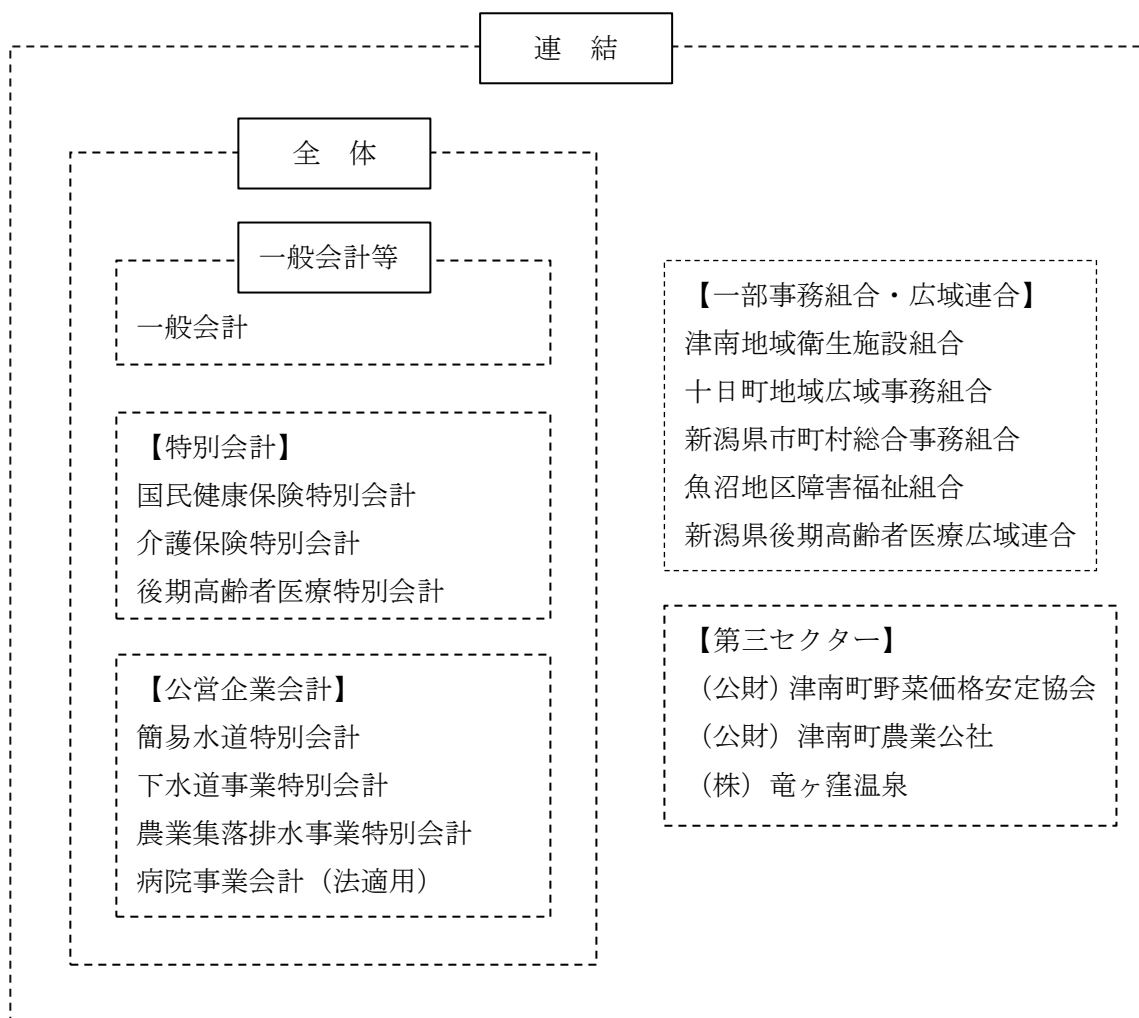 連 結
全 体
一般会計等
一般会計
【特別会計】
国民健康保険特別会計
介護保険特別会計
後期高齢者医療特別会計
【公営企業会計】
簡易水道特別会計
下水道事業特別会計
農業集落排水事業特別会計
病院事業会計（法適用）
【一部事務組合・広域連合】
津南地域衛生施設組合
十日町地域広域事務組合
新潟県市町村総合事務組合
魚沼地区障害福祉組合
新潟県後期高齢者医療広域連合
【第三セクター】
（公財）津南町野菜価格安定協会
（公財）津南町農業公社
（株）竜ヶ窪温泉